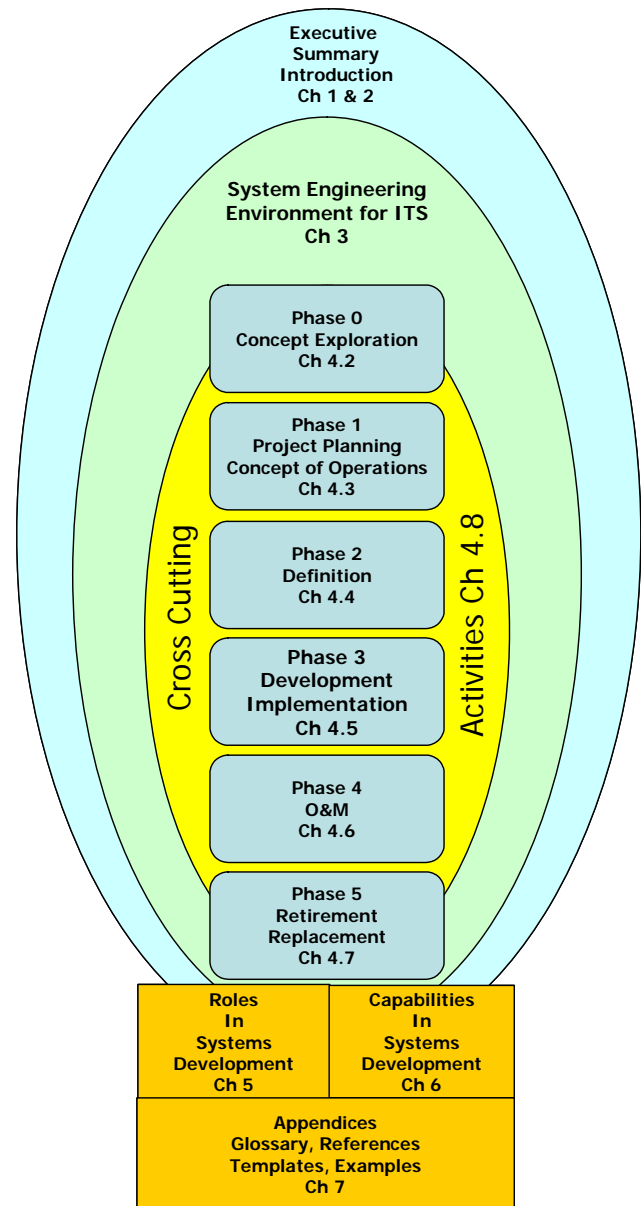 Executive
Summary
Introduction
Ch 1 & 2
System Engineering
Environment for ITS
Ch 3
Phase 0
Concept Exploration
Ch 4.2
Phase 1
Project Planning
Concept of Operations
Ch 4.3
Cross Cutting
Activities Ch 4.8
Phase 2
Definition
Ch 4.4
Phase 3
Development
Implementation
Ch 4.5
Phase 4
O&M
Ch 4.6
Phase 5
Retirement
Replacement
Ch 4.7
Roles
In
Systems
Development
Ch 5
Capabilities
In
Systems
Development
Ch 6
Appendices
Glossary, References
Templates, Examples
Ch 7